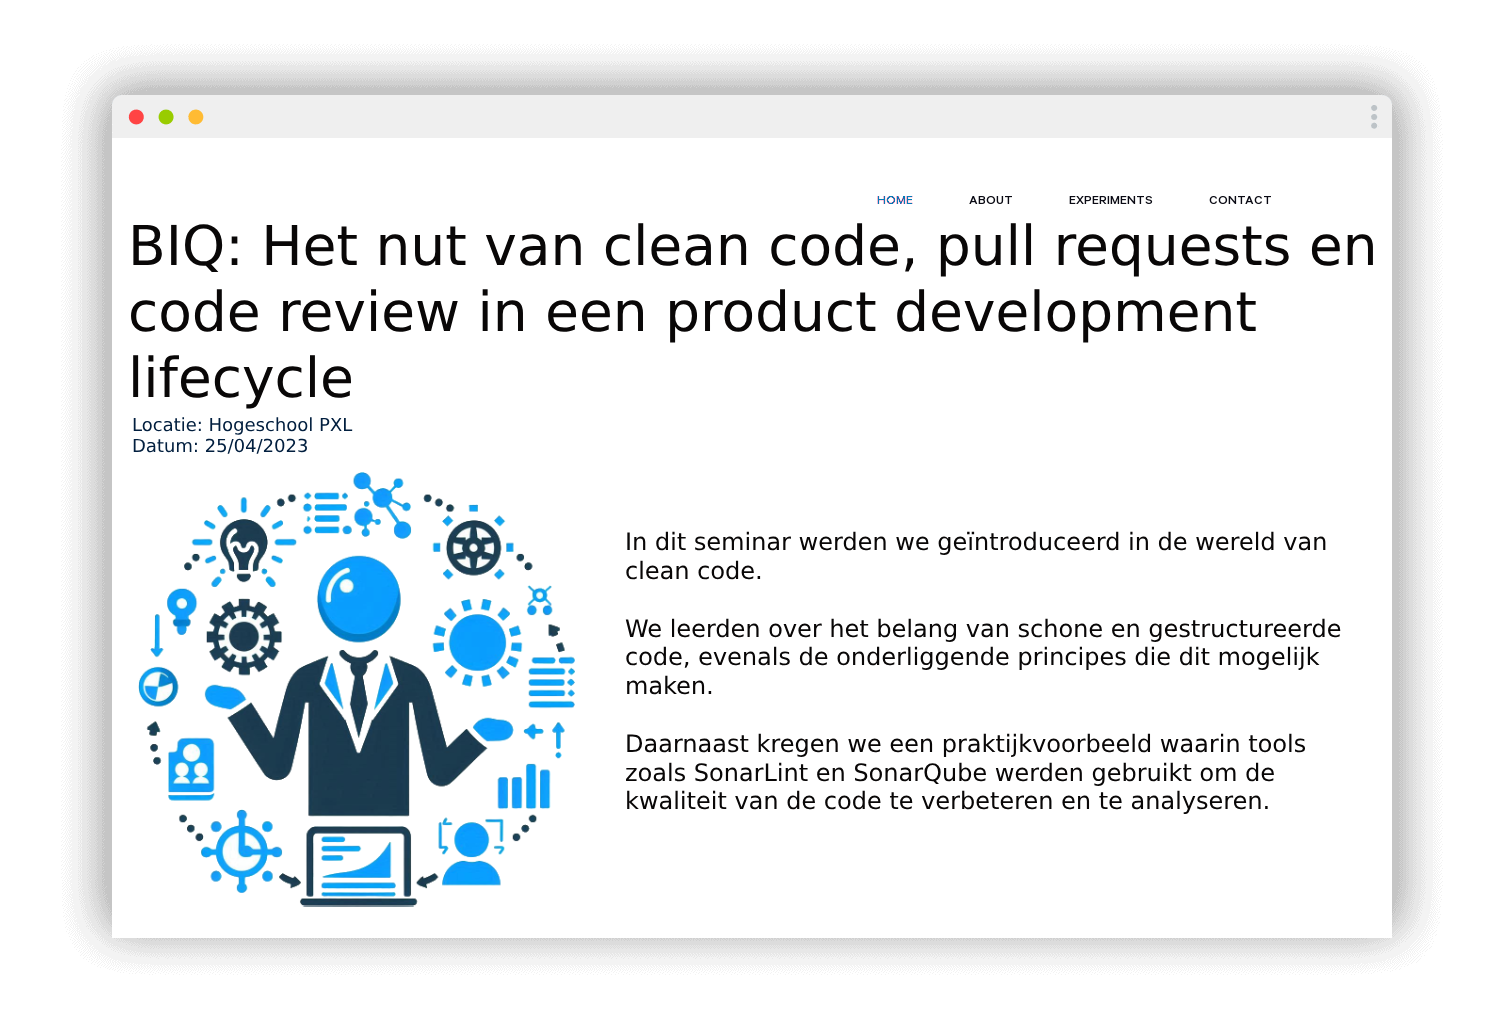 HOME ABOUT EXPERIMENTS CONTACT
BIQ: Het nut van clean code, pull requests en
code review in een product development
lifecycle
Locatie: Hogeschool PXL
Datum: 25/04/2023
In dit seminar werden we geïntroduceerd in de wereld van
clean code.
We leerden over het belang van schone en gestructureerde
code, evenals de onderliggende principes die dit mogelijk
maken.
Daarnaast kregen we een praktijkvoorbeeld waarin tools
zoals SonarLint en SonarQube werden gebruikt om de
kwaliteit van de code te verbeteren en te analyseren.